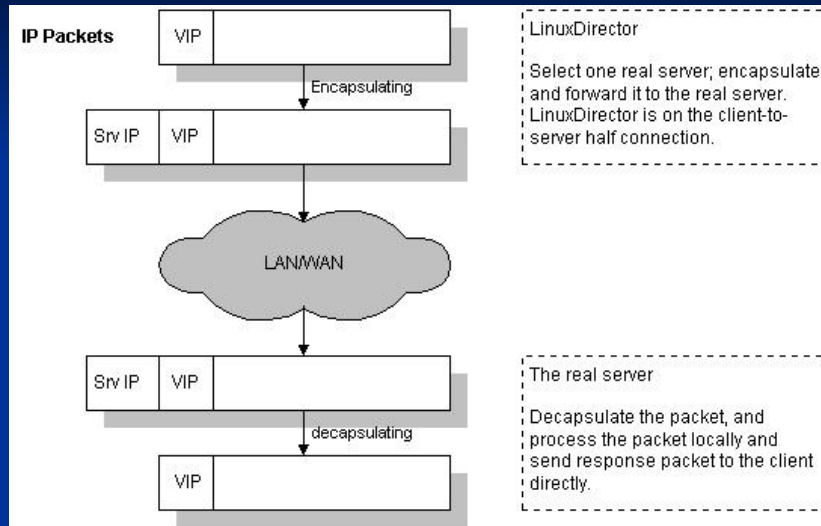 IP Packets
VIP
Encapsulating
Srv IP VIP
LAN/WAN
Srv IP VIP
decapsulating
VIP
LinuxDirector
Select one real server; encapsulate
and forward it to the real server.
LinuxDirector is on the client-to-
server half connection.
The real server
Decapsulate the packet, and
process the packet locally and
send response packet to the client
directly.